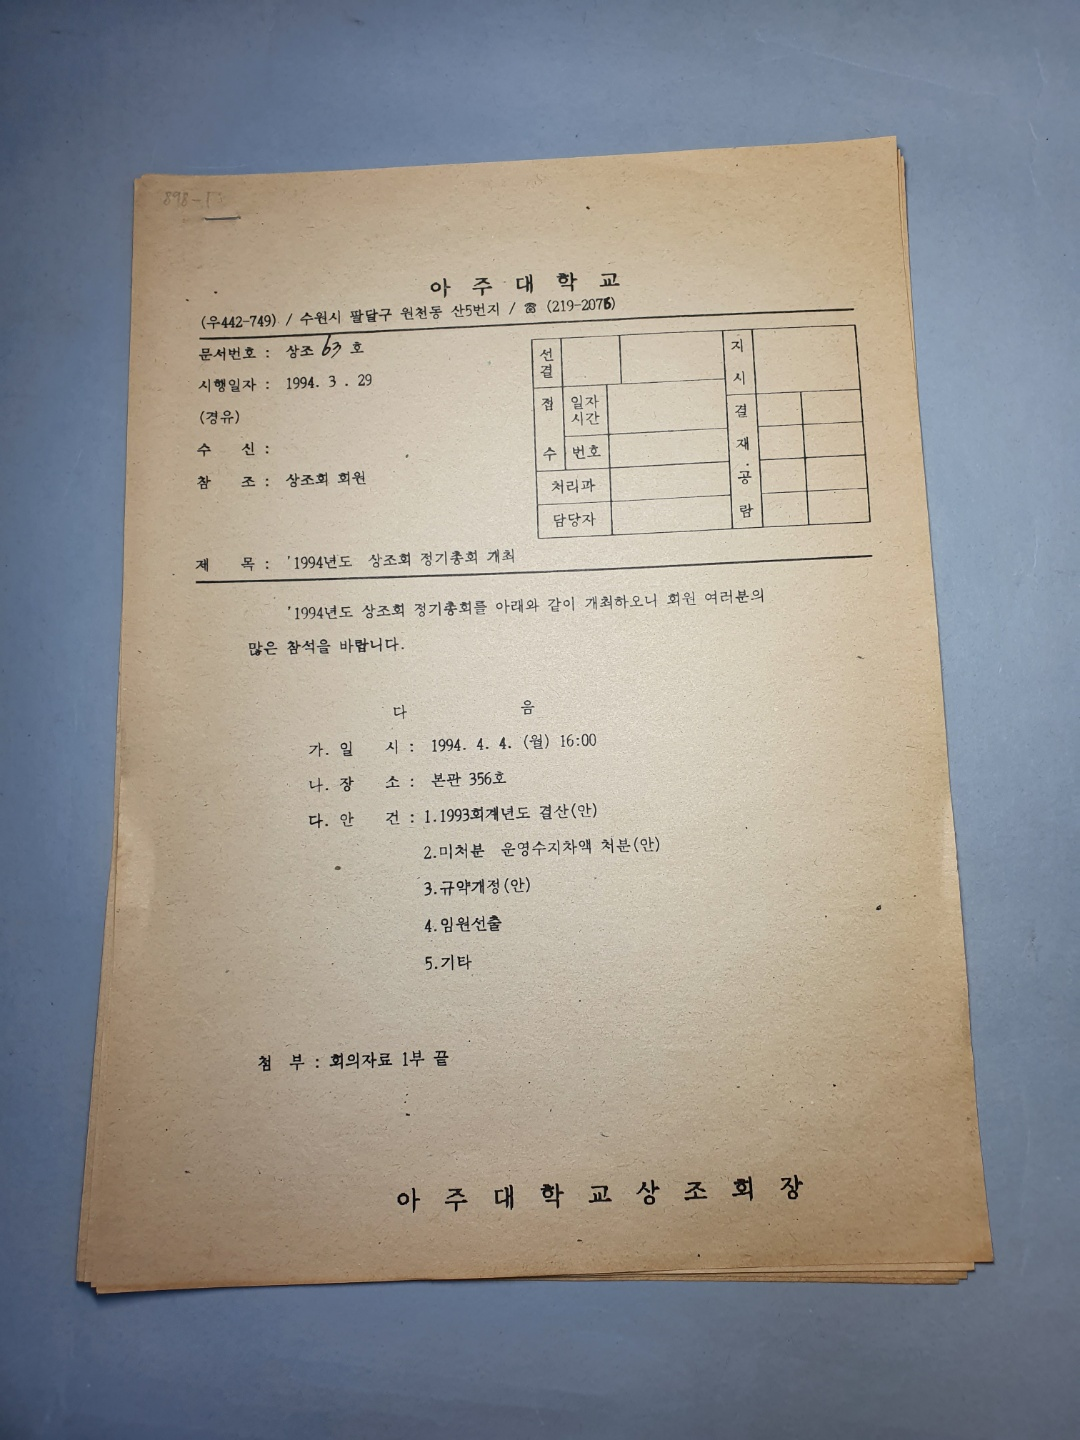 아 주 대 학 교
(우442-749) / 수원시 팔달구 원천동 산5번지 / ☎ (219-2076)
문서번호 : 상조 63 호
시행일자 : 1994. 3 . 29
(경유)
수 신 :
참 조 : 상조회 회원
선결
지시
접수
일자 시간
번호
처리과
담당자
결재·공람
제 목 : '1994년도 상조회 정기총회 개최
'1994년도 상조회 정기총회를 아래와 같이 개최하오니 회원 여러분의
많은 참석을 바랍니다.
다 음
가. 일 시 : 1994. 4. 4. (월) 16:00
나. 장 소 : 본관 356호
다. 안 건 : 1.1993회계년도 결산(안)
2.미처분 운영수지차액 처분(안)
3.규약개정(안)
4.임원선출
5.기타
첨 부 : 회의자료 1부 끝
아 주 대 학 교 상 조 회 장